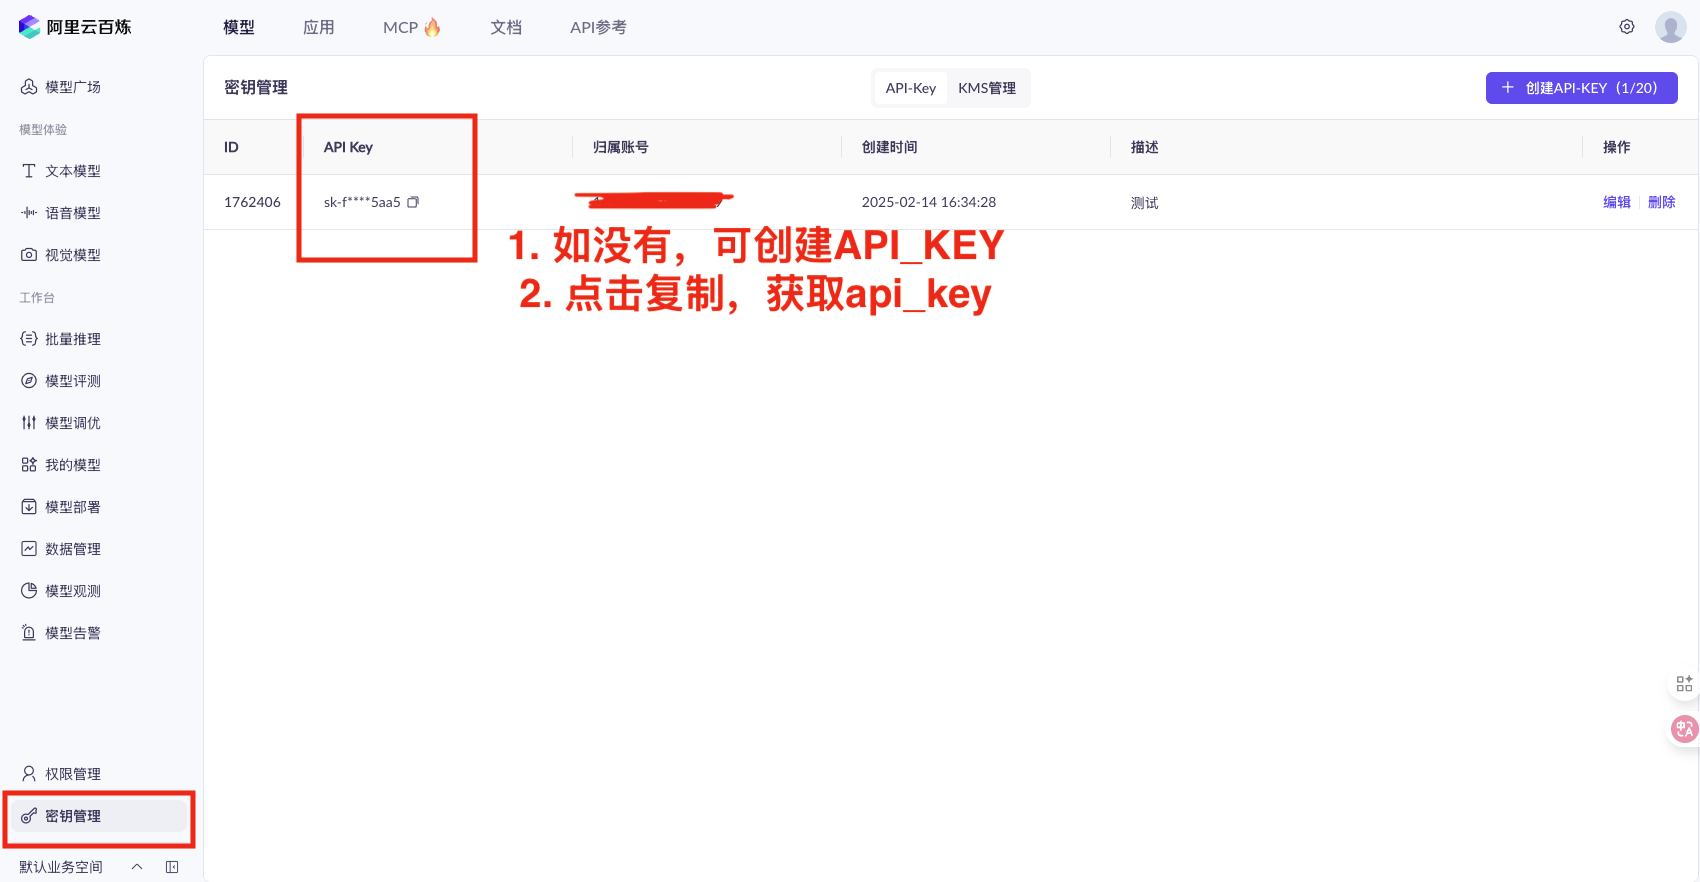 阿里云百炼
模型
应用
MCP
文档
API参考
模型广场
模型体验
文本模型
语音模型
视觉模型
工作台
批量推理
模型评测
模型调优
我的模型
模型部署
数据管理
模型观测
模型告警
权限管理
密钥管理
默认业务空间
密钥管理
API-Key
KMS管理
创建API-KEY（1/20）
ID
API Key
归属账号
创建时间
描述
操作
1762406
sk-f****5aa5
2025-02-14 16:34:28
测试
编辑
删除
1. 如没有，可创建API_KEY
2. 点击复制，获取api_key
中A